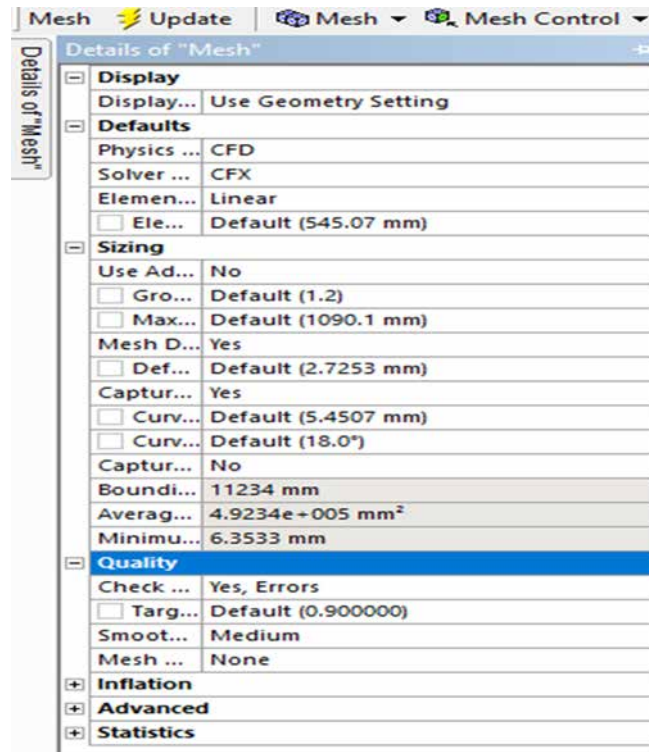 Mesh Update Mesh Mesh Control
Details of "Mesh"
Details of "Mesh"
Display
Display... Use Geometry Setting
Defaults
Physics ... CFD
Solver ... CFX
Elemen... Linear
Ele... Default (545.07 mm)
Sizing
Use Ad... No
Gro... Default (1.2)
Max... Default (1090.1 mm)
Mesh D... Yes
Def... Default (2.7253 mm)
Captur... Yes
Curv... Default (5.4507 mm)
Curv... Default (18.0°)
Captur... No
Boundi... 11234 mm
Averag... 4.9234e+005 mm²
Minimu... 6.3533 mm
Quality
Check ... Yes, Errors
Targ... Default (0.900000)
Smoot... Medium
Mesh ... None
Inflation
Advanced
Statistics